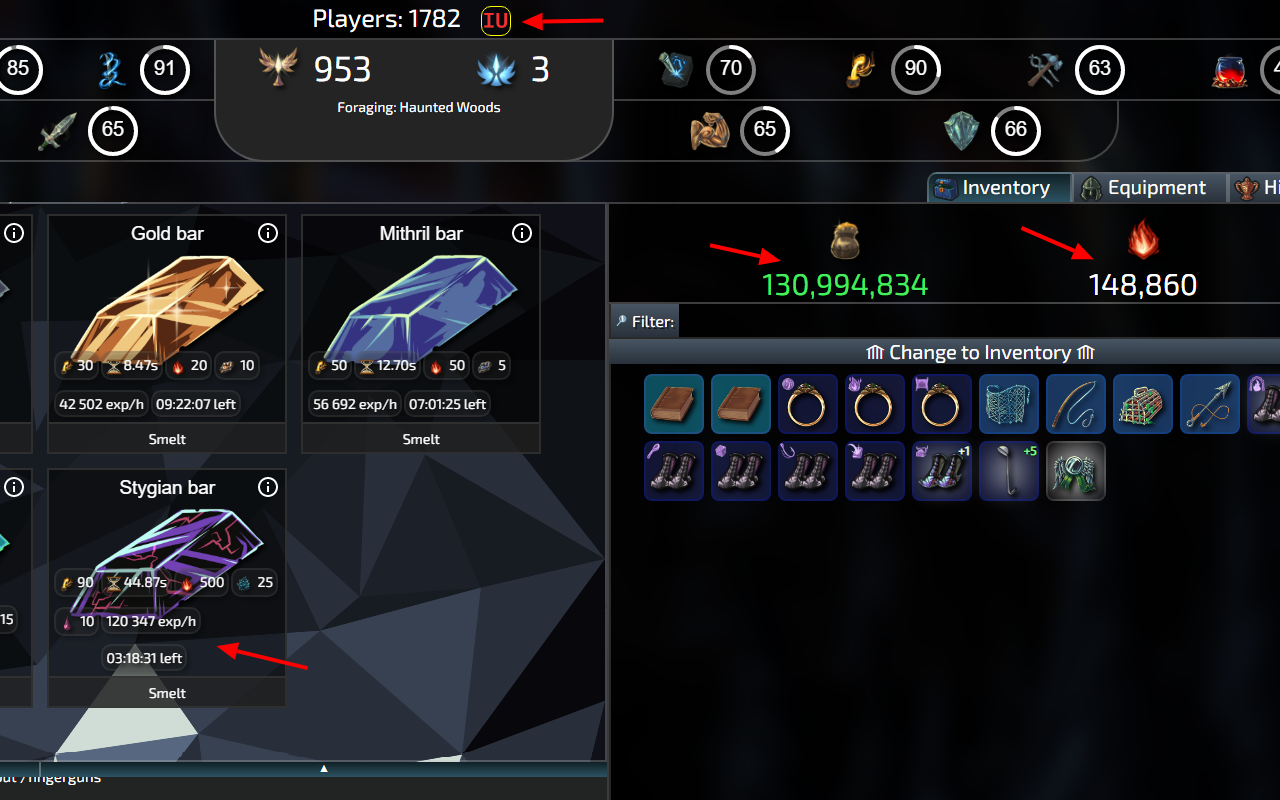 Players: 1782 IU
85 91 953 3 70 90 63
Foraging: Haunted Woods
65 65 66
Inventory Equipment
Gold bar
30 8.47s 20 10
42 502 exp/h 09:22:07 left
Smelt
Mithril bar
50 12.70s 50 5
56 692 exp/h 07:01:25 left
Smelt
15
Stygian bar
90 44.87s 500 25
10 120 347 exp/h
03:18:31 left
Smelt
130,994,834 148,860
Filter:
Change to Inventory
+1 +5